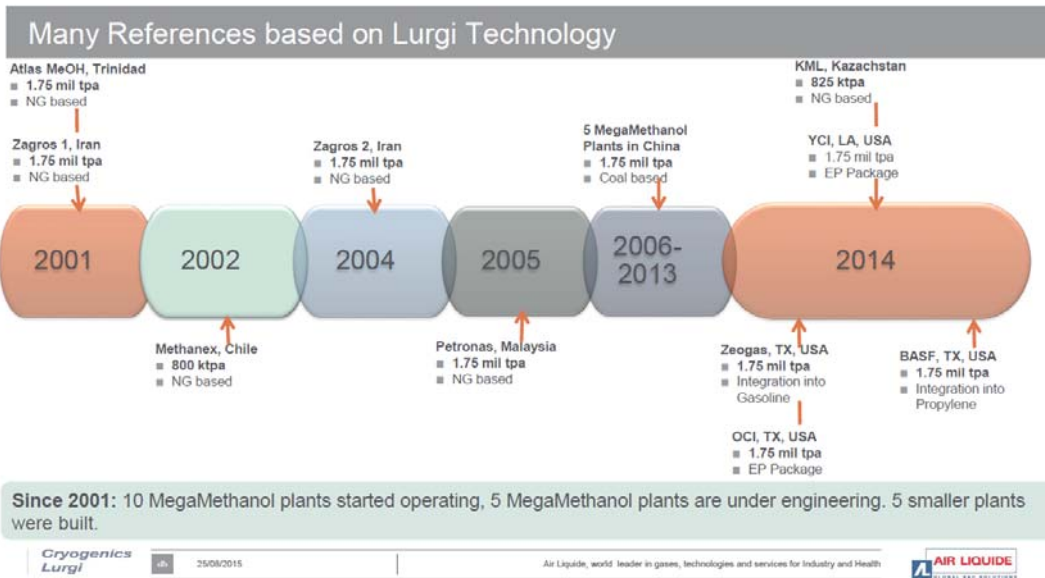 Many References based on Lurgi Technology
Atlas MeOH, Trinidad
1.75 mil tpa
NG based
Zagros 1, Iran
1.75 mil tpa
NG based
Zagros 2, Iran
1.75 mil tpa
NG based
5 MegaMethanol
Plants in China
1.75 mil tpa
Coal based
KML, Kazachstan
825 ktpa
NG based
YCI, LA, USA
1.75 mil tpa
EP Package
2001
2002
2004
2005
2006-
2013
2014
Methanex, Chile
800 ktpa
NG based
Petronas, Malaysia
1.75 mil tpa
NG based
Zeogas, TX, USA
1.75 mil tpa
Integration into
Gasoline
OCI, TX, USA
1.75 mil tpa
EP Package
BASF, TX, USA
1.75 mil tpa
Integration into
Propylene
Since 2001: 10 MegaMethanol plants started operating, 5 MegaMethanol plants are under engineering. 5 smaller plants
were built.
Cryogenics
Lurgi
25/08/2015
Air Liquide, world leader in gases, technologies and services for Industry and Health
AIR LIQUIDE